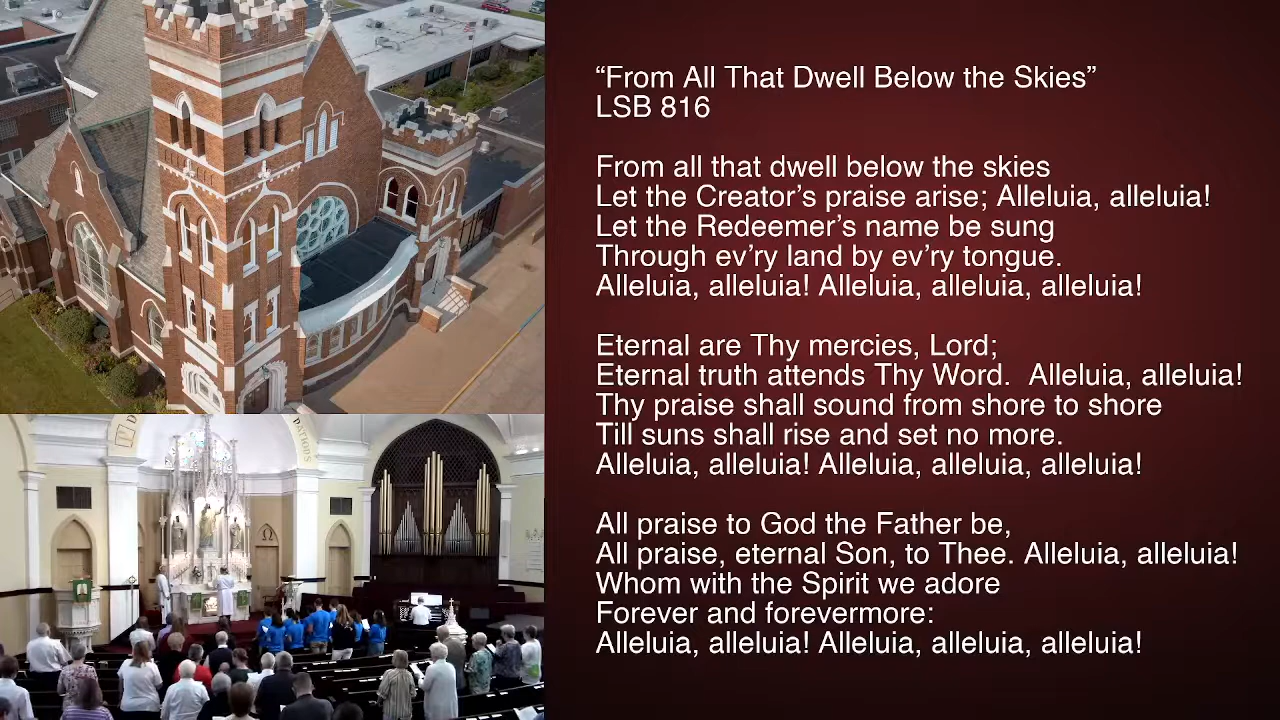 “From All That Dwell Below the Skies”
LSB 816
From all that dwell below the skies
Let the Creator’s praise arise; Alleluia, alleluia!
Let the Redeemer’s name be sung
Through ev’ry land by ev’ry tongue.
Alleluia, alleluia! Alleluia, alleluia, alleluia!
Eternal are Thy mercies, Lord;
Eternal truth attends Thy Word.  Alleluia, alleluia!
Thy praise shall sound from shore to shore
Till suns shall rise and set no more.
Alleluia, alleluia! Alleluia, alleluia, alleluia!
All praise to God the Father be,
All praise, eternal Son, to Thee. Alleluia, alleluia!
Whom with the Spirit we adore
Forever and forevermore:
Alleluia, alleluia! Alleluia, alleluia, alleluia!
Ω